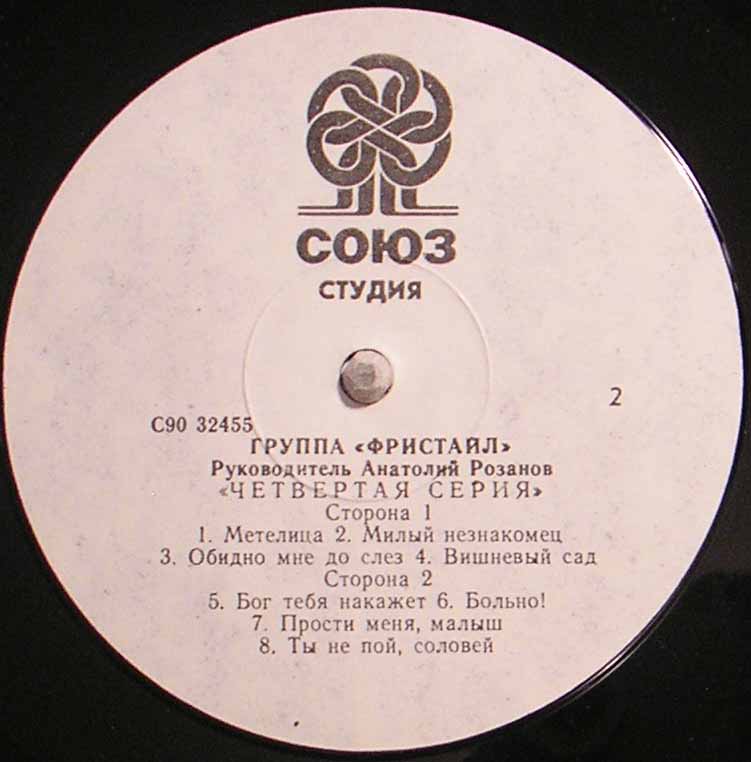 СОЮЗ
СТУДИЯ
2
С90 32455
ГРУППА «ФРИСТАЙЛ»
Руководитель Анатолий Розанов
«ЧЕТВЕРТАЯ СЕРИЯ»
Сторона 1
1. Метелица 2. Милый незнакомец
3. Обидно мне до слез 4. Вишневый сад
Сторона 2
5. Бог тебя накажет 6. Больно!
7. Прости меня, малыш
8. Ты не пой, соловей